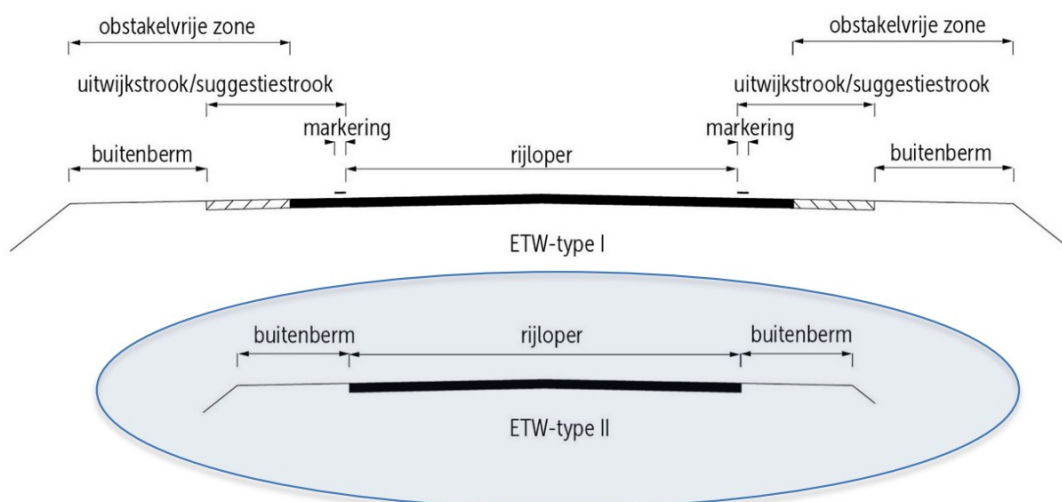 obstakelvrije zone
obstakelvrije zone
uitwijkstrook/suggestiestrook
uitwijkstrook/suggestiestrook
markering
markering
buitenberm
rijloper
buitenberm
ETW-type I
buitenberm
rijloper
buitenberm
ETW-type II